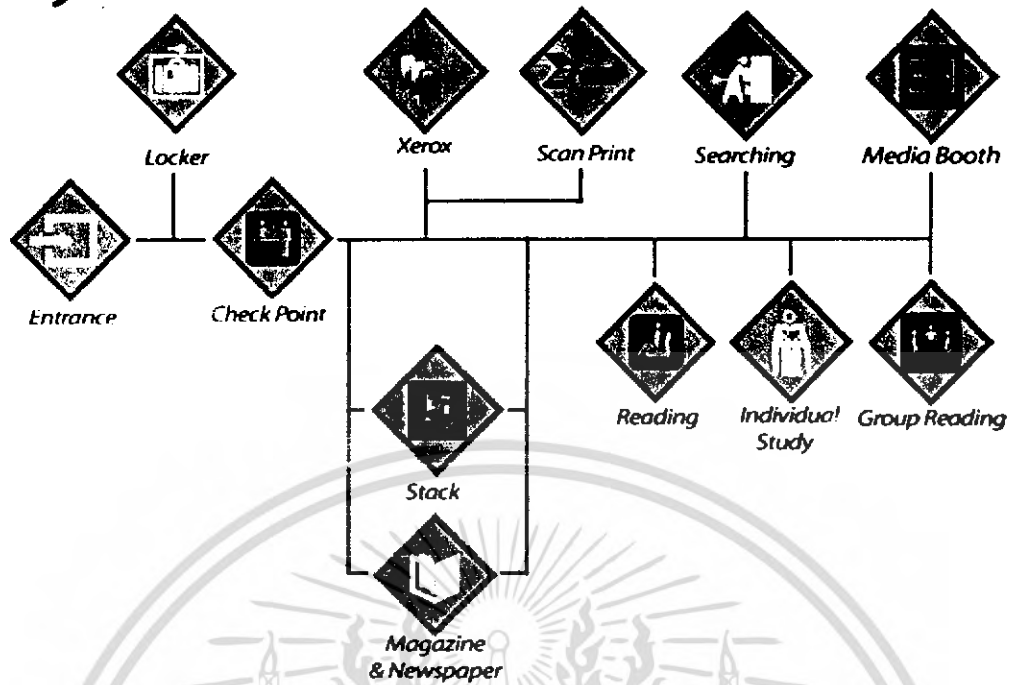 Locker
Xerox
Scan Print
Searching
Media Booth
Entrance
Check Point
Reading
Individual
Study
Group Reading
Stack
Magazine
& Newspaper